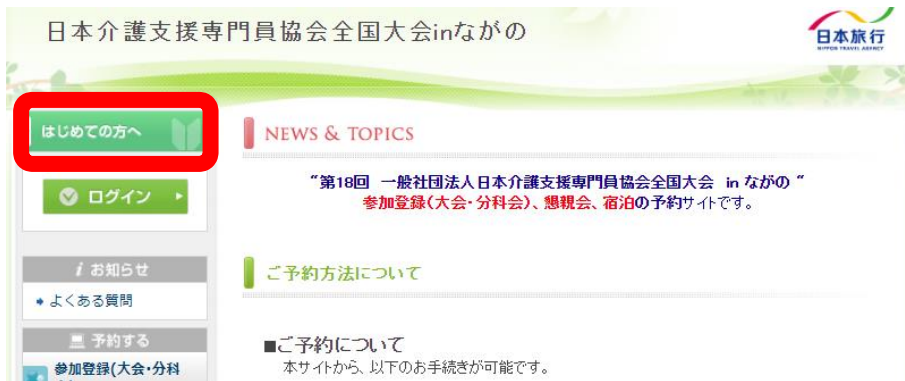 日本介護支援専門員協会全国大会inながの
日本旅行
NIPPON TRAVEL AGENCY
はじめての方へ
ログイン
i お知らせ
よくある質問
予約する
参加登録(大会・分科
NEWS & TOPICS
“第18回 一般社団法人日本介護支援専門員協会全国大会 in ながの “
参加登録(大会・分科会)、懇親会、宿泊の予約サイトです。
ご予約方法について
■ご予約について
本サイトから、以下のお手続きが可能です。